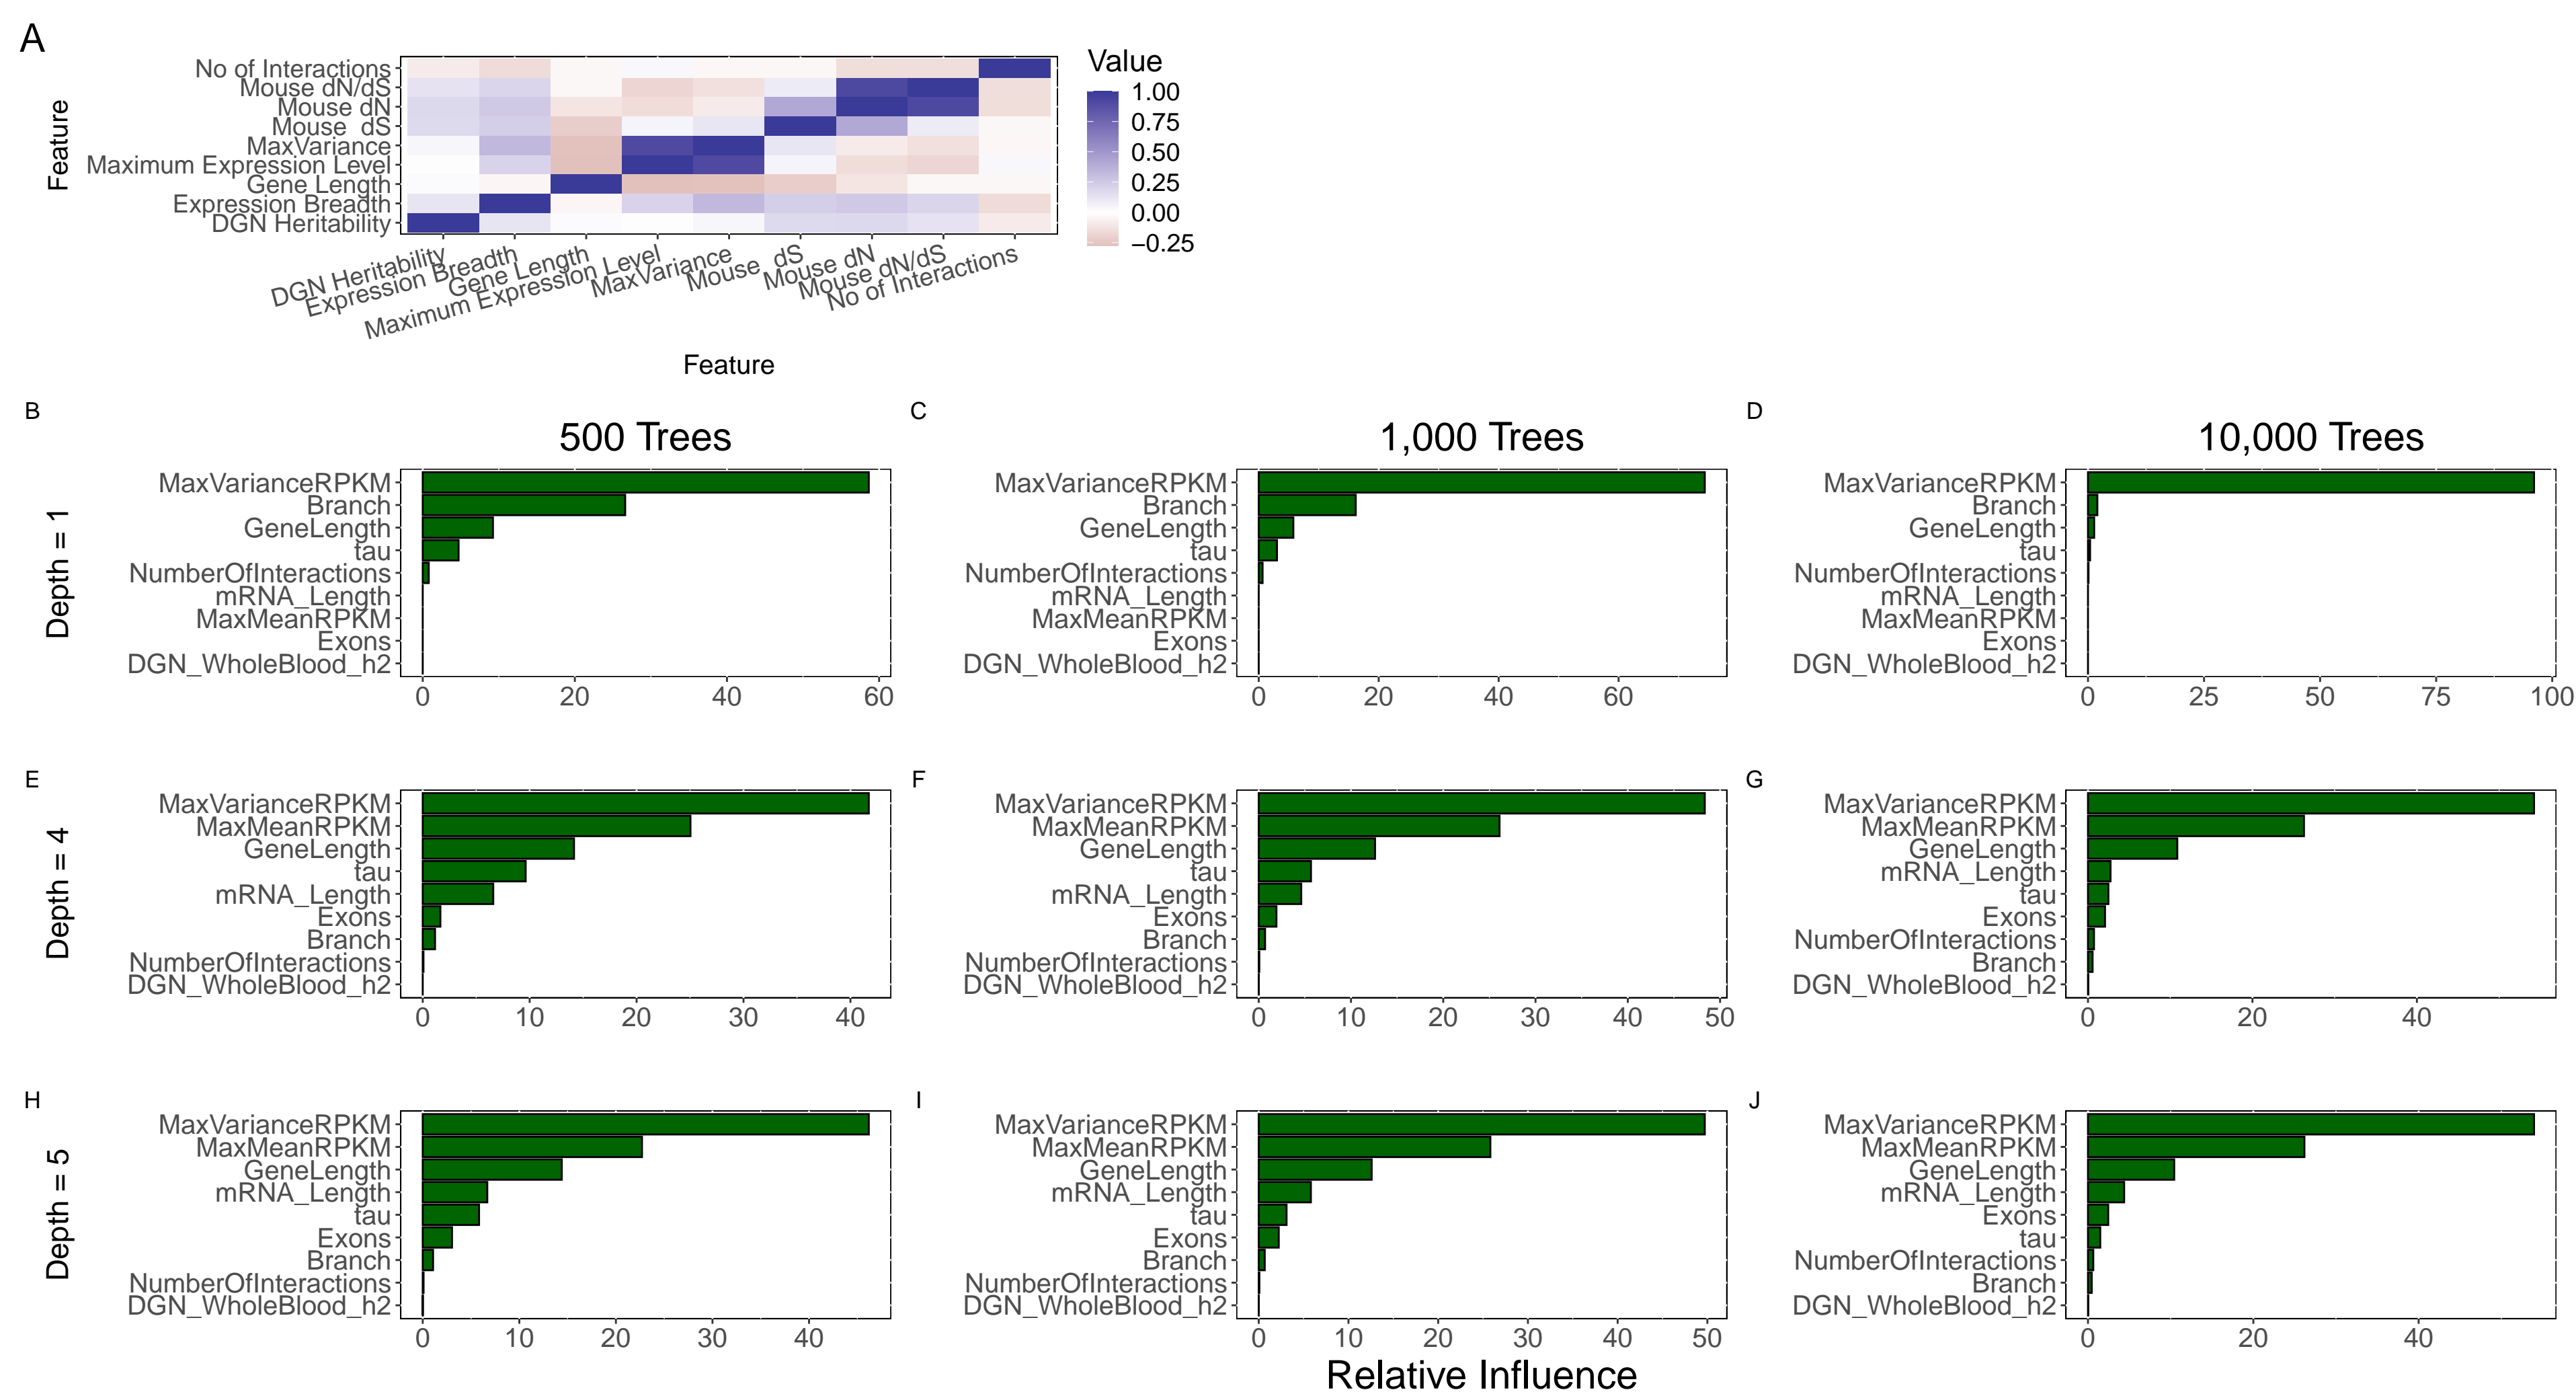 A
Feature
No of Interactions
Mouse dN/dS
Mouse dN
Mouse  dS
MaxVariance
Maximum Expression Level
Gene Length
Expression Breadth
DGN Heritability
DGN Heritability
Expression Breadth
Gene Length
Maximum Expression Level
MaxVariance
Mouse  dS
Mouse dN
Mouse dN/dS
No of Interactions
Feature
Value
1.00
0.75
0.50
0.25
0.00
−0.25
B
500 Trees
Depth = 1
MaxVarianceRPKM
Branch
GeneLength
tau
NumberOfInteractions
mRNA_Length
MaxMeanRPKM
Exons
DGN_WholeBlood_h2
0 20 40 60
C
1,000 Trees
MaxVarianceRPKM
Branch
GeneLength
tau
NumberOfInteractions
mRNA_Length
MaxMeanRPKM
Exons
DGN_WholeBlood_h2
0 20 40 60
D
10,000 Trees
MaxVarianceRPKM
Branch
GeneLength
tau
NumberOfInteractions
mRNA_Length
MaxMeanRPKM
Exons
DGN_WholeBlood_h2
0 25 50 75 100
E
Depth = 4
MaxVarianceRPKM
MaxMeanRPKM
GeneLength
tau
mRNA_Length
Exons
Branch
NumberOfInteractions
DGN_WholeBlood_h2
0 10 20 30 40
F
MaxVarianceRPKM
MaxMeanRPKM
GeneLength
tau
mRNA_Length
Exons
Branch
NumberOfInteractions
DGN_WholeBlood_h2
0 10 20 30 40 50
G
MaxVarianceRPKM
MaxMeanRPKM
GeneLength
mRNA_Length
tau
Exons
NumberOfInteractions
Branch
DGN_WholeBlood_h2
0 20 40
H
Depth = 5
MaxVarianceRPKM
MaxMeanRPKM
GeneLength
mRNA_Length
tau
Exons
Branch
NumberOfInteractions
DGN_WholeBlood_h2
0 10 20 30 40
I
MaxVarianceRPKM
MaxMeanRPKM
GeneLength
mRNA_Length
tau
Exons
Branch
NumberOfInteractions
DGN_WholeBlood_h2
0 10 20 30 40 50
J
MaxVarianceRPKM
MaxMeanRPKM
GeneLength
mRNA_Length
Exons
tau
NumberOfInteractions
Branch
DGN_WholeBlood_h2
0 20 40
Relative Influence